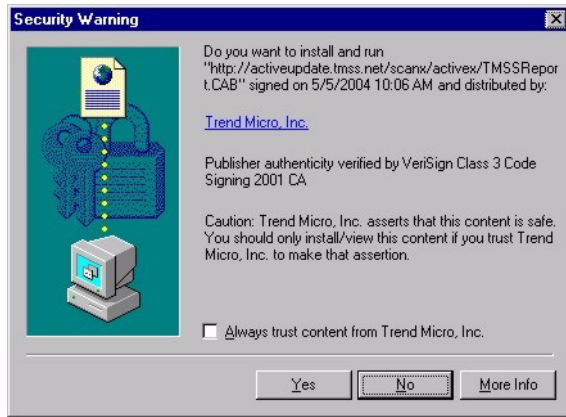 Security Warning
Do you want to install and run
"http://activeupdate.tmss.net/scanx/activex/TMSSRepor
t.CAB" signed on 5/5/2004 10:06 AM and distributed by:
Trend Micro, Inc.
Publisher authenticity verified by VeriSign Class 3 Code
Signing 2001 CA
Caution: Trend Micro, Inc. asserts that this content is safe.
You should only install/view this content if you trust Trend
Micro, Inc. to make that assertion.
Always trust content from Trend Micro, Inc.
Yes No More Info